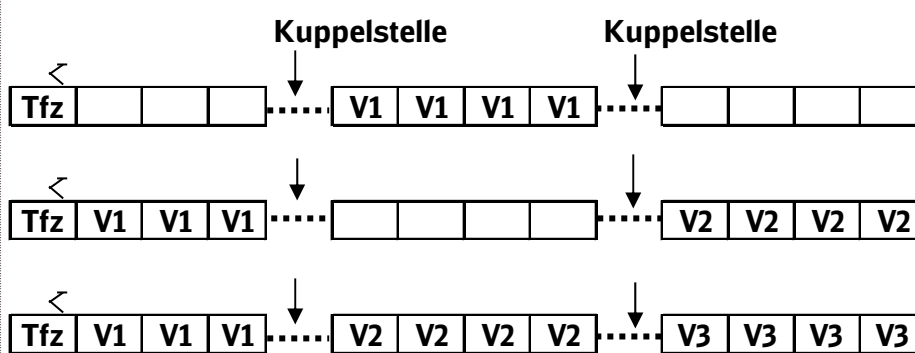 Kuppelstelle Kuppelstelle
Tfz V1 V1 V1 V1
Tfz V1 V1 V1 V2 V2 V2 V2
Tfz V1 V1 V1 V2 V2 V2 V2 V3 V3 V3 V3